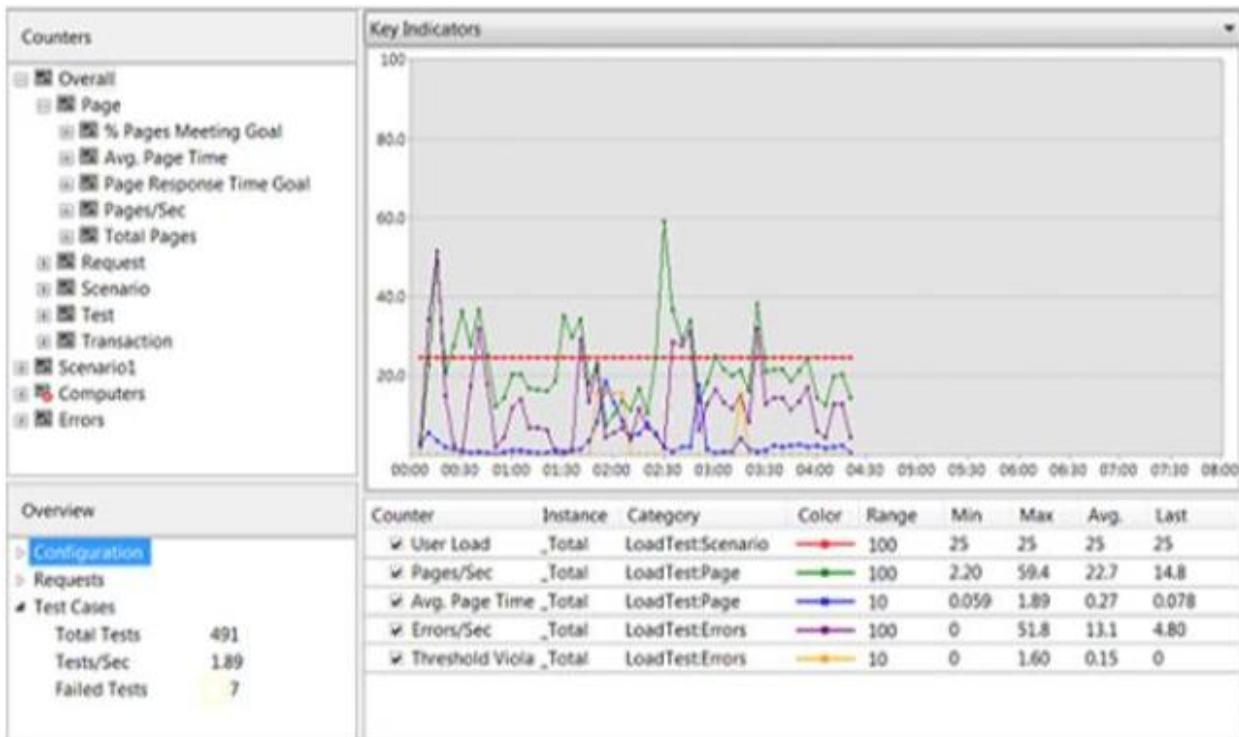 Counters
Overall
Page
% Pages Meeting Goal
Avg. Page Time
Page Response Time Goal
Pages/Sec
Total Pages
Request
Scenario
Test
Transaction
Scenario1
Computers
Errors
Overview
Configuration
Requests
Test Cases
Total Tests 491
Tests/Sec 1.89
Failed Tests 7
Key Indicators
100
80.0
60.0
40.0
20.0
00:00 00:30 01:00 01:30 02:00 02:30 03:00 03:30 04:00 04:30 05:00 05:30 06:00 06:30 07:00 07:30 08:00
Counter Instance Category Color Range Min Max Avg. Last
User Load _Total LoadTest:Scenario 100 25 25 25 25
Pages/Sec _Total LoadTest:Page 100 2.20 59.4 22.7 14.8
Avg. Page Time _Total LoadTest:Page 10 0.059 1.89 0.27 0.078
Errors/Sec _Total LoadTest:Errors 100 0 51.8 13.1 4.80
Threshold Viola _Total LoadTest:Errors 10 0 1.60 0.15 0